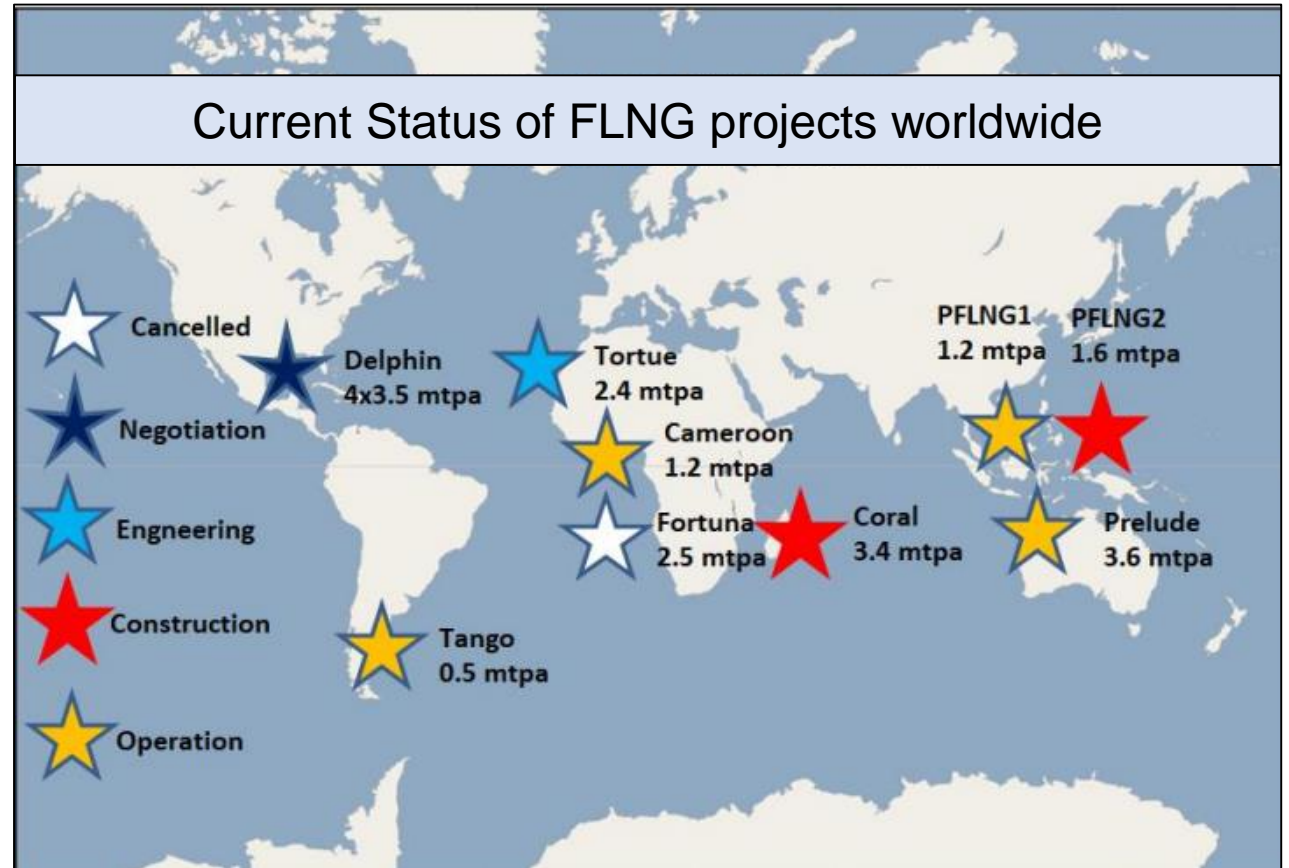 Current Status of FLNG projects worldwide
Cancelled
Negotiation
Engneering
Construction
Operation
Delphin
4x3.5 mtpa
Tango
0.5 mtpa
Tortue
2.4 mtpa
Cameroon
1.2 mtpa
Fortuna
2.5 mtpa
Coral
3.4 mtpa
PFLNG1
1.2 mtpa
PFLNG2
1.6 mtpa
Prelude
3.6 mtpa